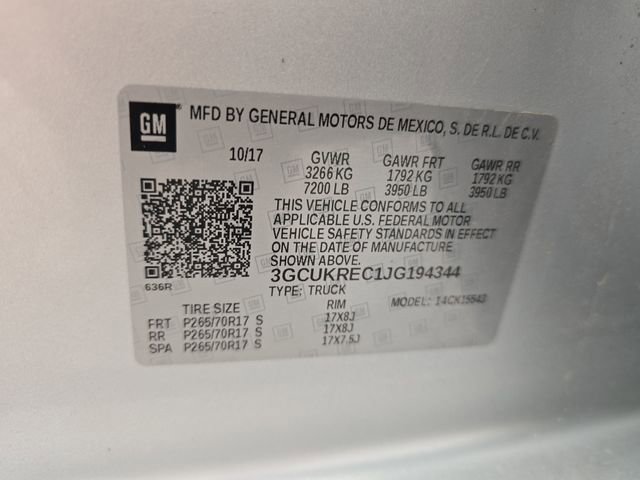 GM MFD BY GENERAL MOTORS DE MEXICO, S. DE R.L. DE C.V.
10/17 GVWR GAWR FRT GAWR RR
3266 KG 1792 KG 1792 KG
7200 LB 3950 LB 3950 LB
THIS VEHICLE CONFORMS TO ALL
APPLICABLE U.S. FEDERAL MOTOR
VEHICLE SAFETY STANDARDS IN EFFECT
ON THE DATE OF MANUFACTURE
SHOWN ABOVE.
3GCUKREC1JG194344
636R TYPE: TRUCK MODEL: 14CK15543
TIRE SIZE RIM
FRT P265/70R17 S 17X8J
RR P265/70R17 S 17X8J
SPA P265/70R17 S 17X7.5J